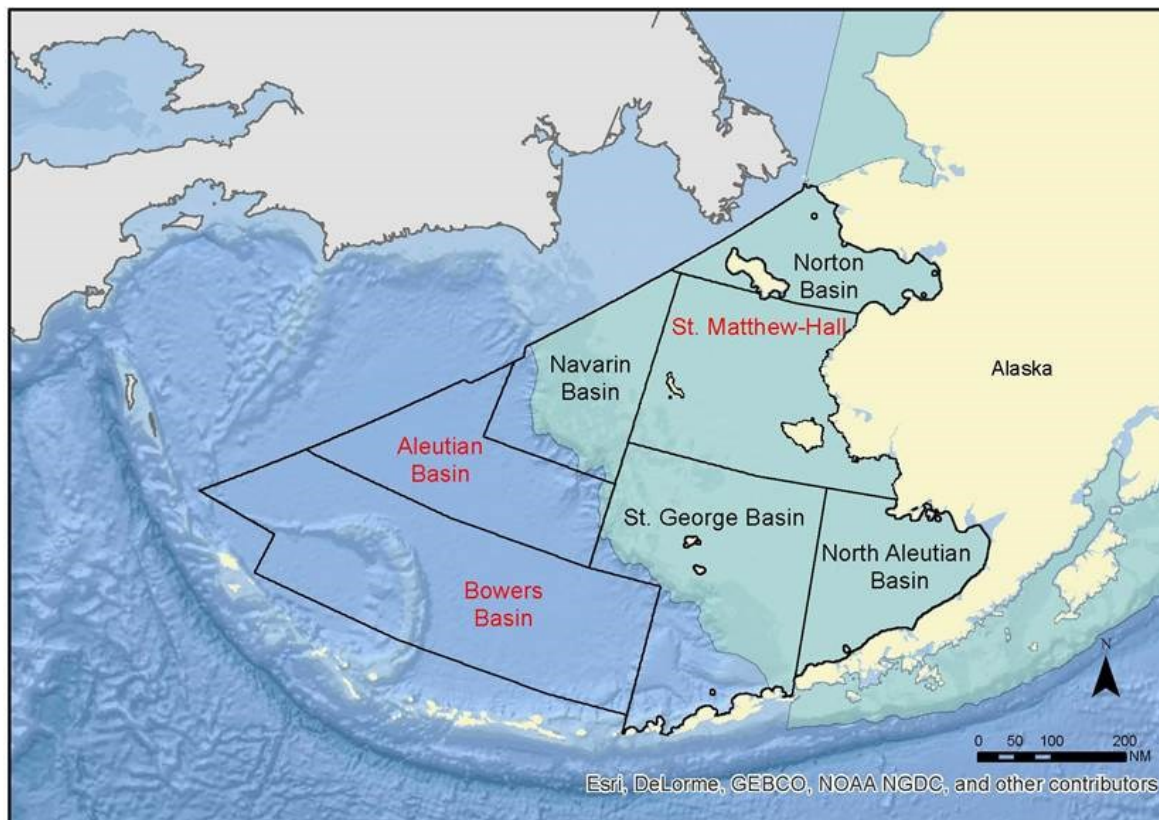 Norton
Basin
St. Matthew-Hall
Navarin
Basin
Alaska
Aleutian
Basin
St. George Basin
North Aleutian
Basin
Bowers
Basin
N
0 50 100 200
NM
Esri, DeLorme, GEBCO, NOAA NGDC, and other contributors